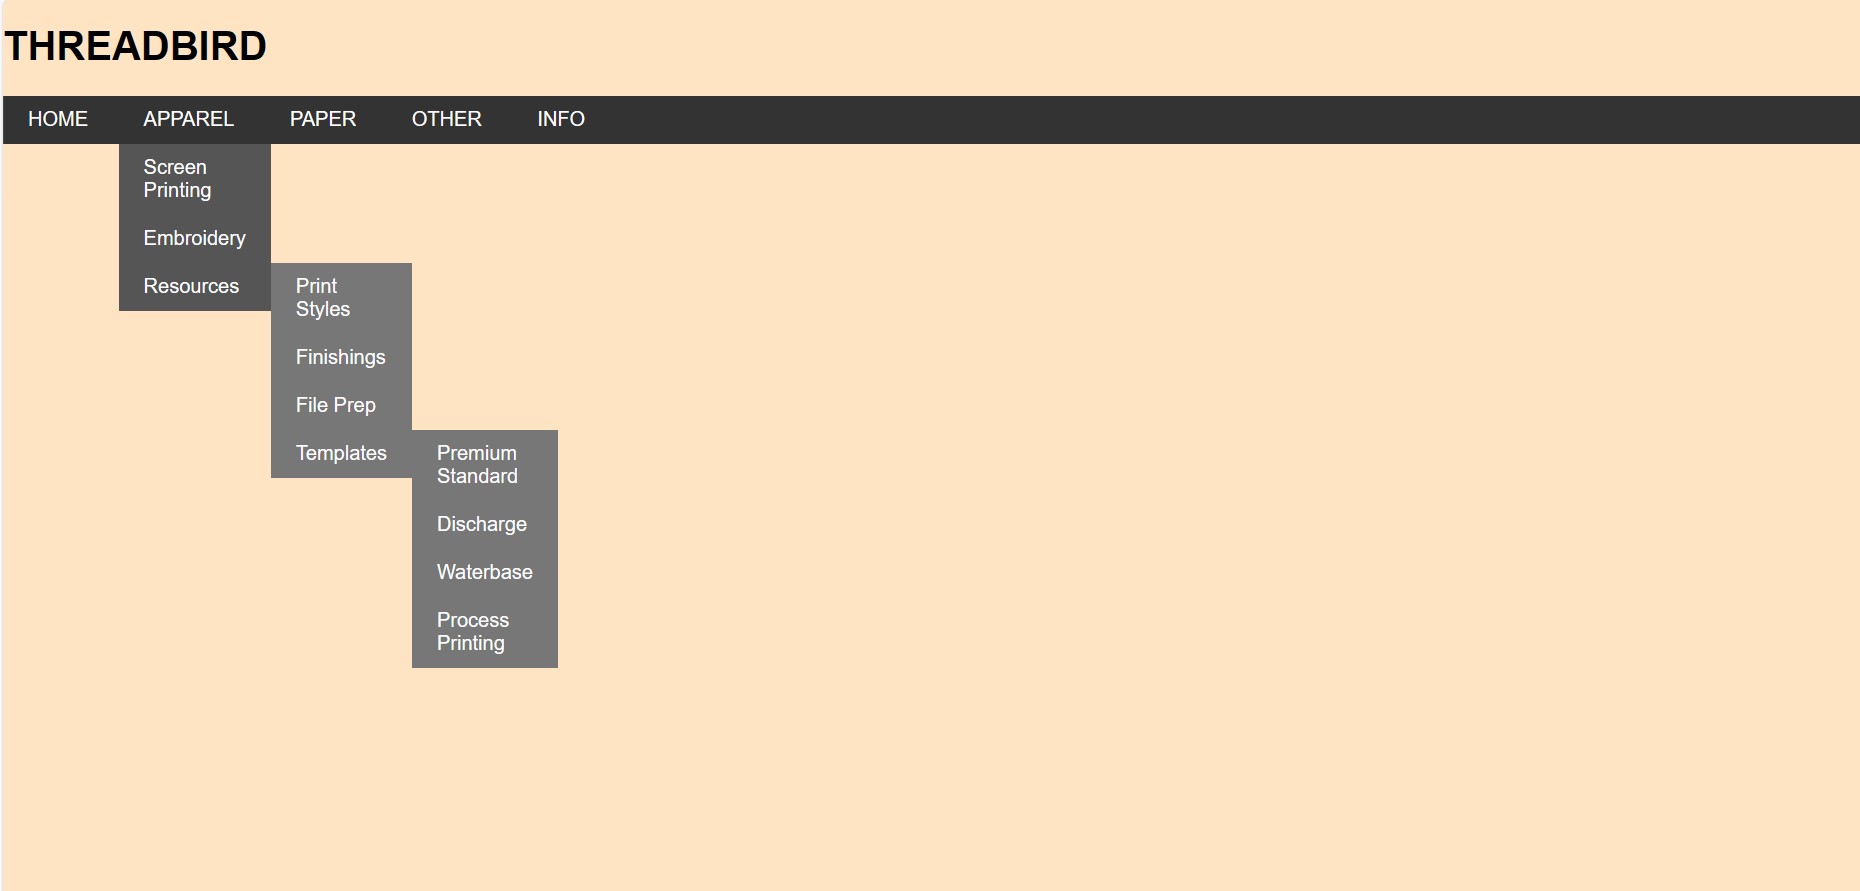 THREADBIRD
HOME APPAREL PAPER OTHER INFO
Screen
Printing
Embroidery
Resources
Print
Styles
Finishings
File Prep
Templates
Premium
Standard
Discharge
Waterbase
Process
Printing